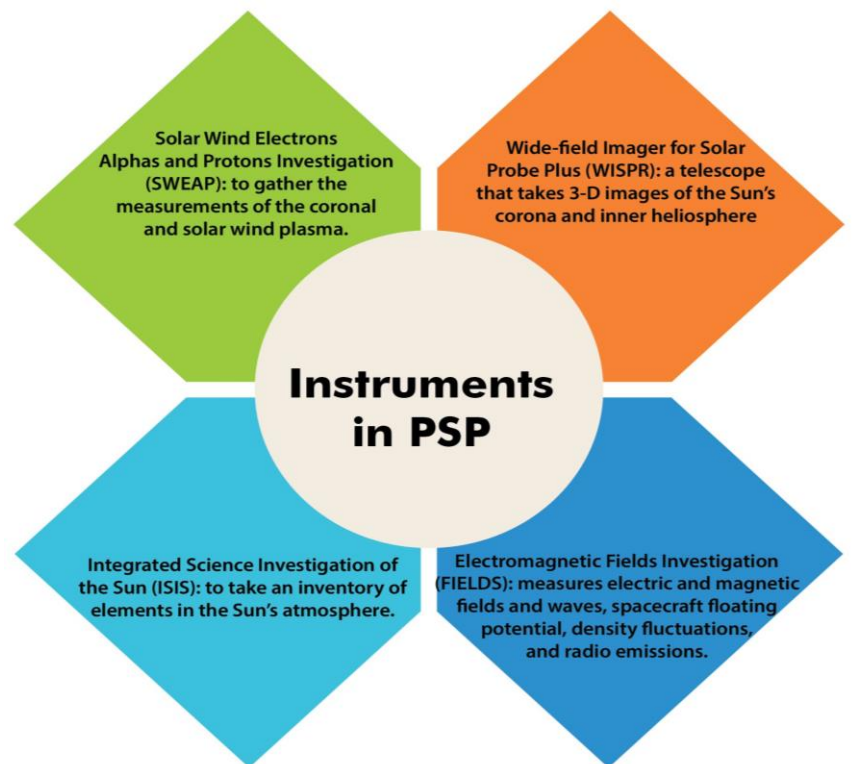 Solar Wind Electrons
Alphas and Protons Investigation
(SWEAP): to gather the
measurements of the coronal
and solar wind plasma.
Wide-field Imager for Solar
Probe Plus (WISPR): a telescope
that takes 3-D images of the Sun's
corona and inner heliosphere
Instruments
in PSP
Integrated Science Investigation of
the Sun (ISIS): to take an inventory of
elements in the Sun's atmosphere.
Electromagnetic Fields Investigation
(FIELDS): measures electric and magnetic
fields and waves, spacecraft floating
potential, density fluctuations,
and radio emissions.